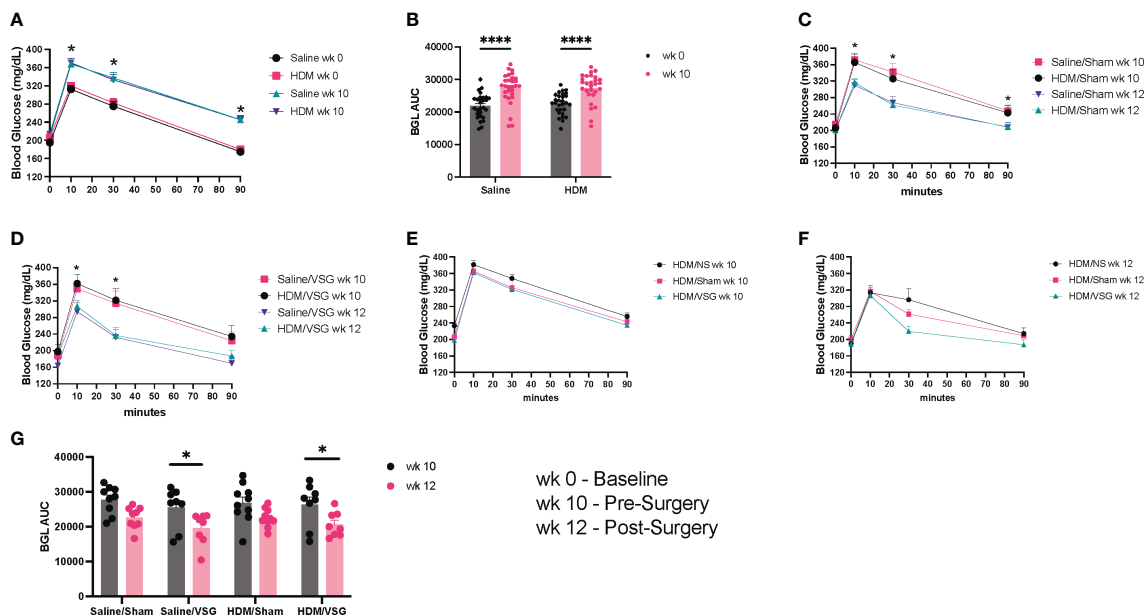 A
Blood Glucose (mg/dL)
400
360
320
280
240
200
160
120
0 10 20 30 40 50 60 70 80 90
* * *
Saline wk 0
HDM wk 0
Saline wk 10
HDM wk 10
B
BGL AUC
40000
30000
20000
10000
0
**** ****
Saline HDM
wk 0
wk 10
C
Blood Glucose (mg/dL)
400
360
320
280
240
200
160
120
0 10 20 30 40 50 60 70 80 90
minutes
* * *
Saline/Sham wk 10
HDM/Sham wk 10
Saline/Sham wk 12
HDM/Sham wk 12
D
Blood Glucose (mg/dL)
400
360
320
280
240
200
160
120
0 10 20 30 40 50 60 70 80 90
minutes
* *
Saline/VSG wk 10
HDM/VSG wk 10
Saline/VSG wk 12
HDM/VSG wk 12
E
Blood Glucose (mg/dL)
400
360
320
280
240
200
160
120
0 10 20 30 40 50 60 70 80 90
minutes
HDM/NS wk 10
HDM/Sham wk 10
HDM/VSG wk 10
F
Blood Glucose (mg/dL)
400
360
320
280
240
200
160
120
0 10 20 30 40 50 60 70 80 90
minutes
HDM/NS wk 12
HDM/Sham wk 12
HDM/VSG wk 12
G
BGL AUC
40000
30000
20000
10000
0
* *
Saline/Sham Saline/VSG HDM/Sham HDM/VSG
wk 10
wk 12
wk 0 - Baseline
wk 10 - Pre-Surgery
wk 12 - Post-Surgery